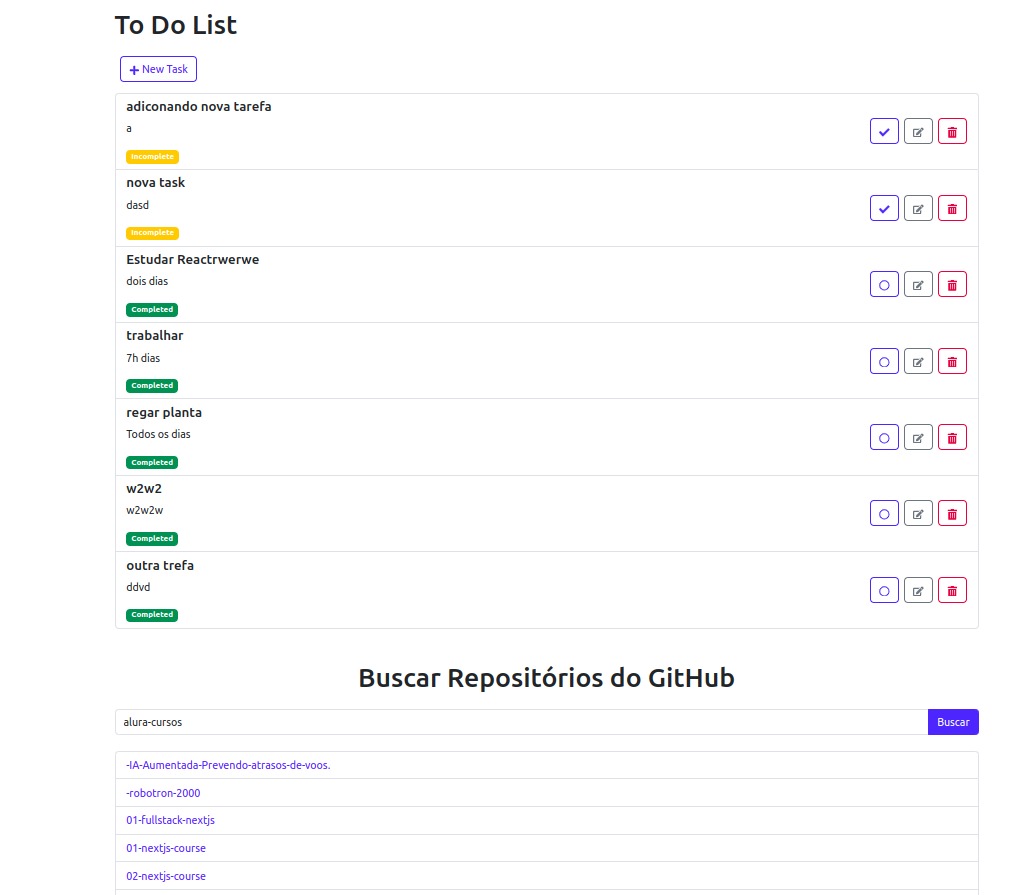 To Do List
New Task
adiconando nova tarefa
a
Incomplete
nova task
dasd
Incomplete
Estudar Reactrwerwe
dois dias
Completed
trabalhar
7h dias
Completed
regar planta
Todos os dias
Completed
w2w2
w2w2w
Completed
outra trefa
ddvd
Completed
Buscar Repositórios do GitHub
alura-cursos Buscar
-IA-Aumentada-Prevendo-atrasos-de-voos.
-robotron-2000
01-fullstack-nextjs
01-nextjs-course
02-nextjs-course